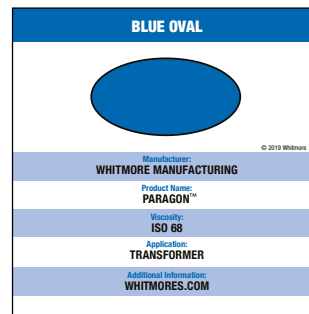 BLUE OVAL
© 2019 Whitmore
Manufacturer:
WHITMORE MANUFACTURING
Product Name:
PARAGON™
Viscosity:
ISO 68
Application:
TRANSFORMER
Additional Information:
WHITMORES.COM